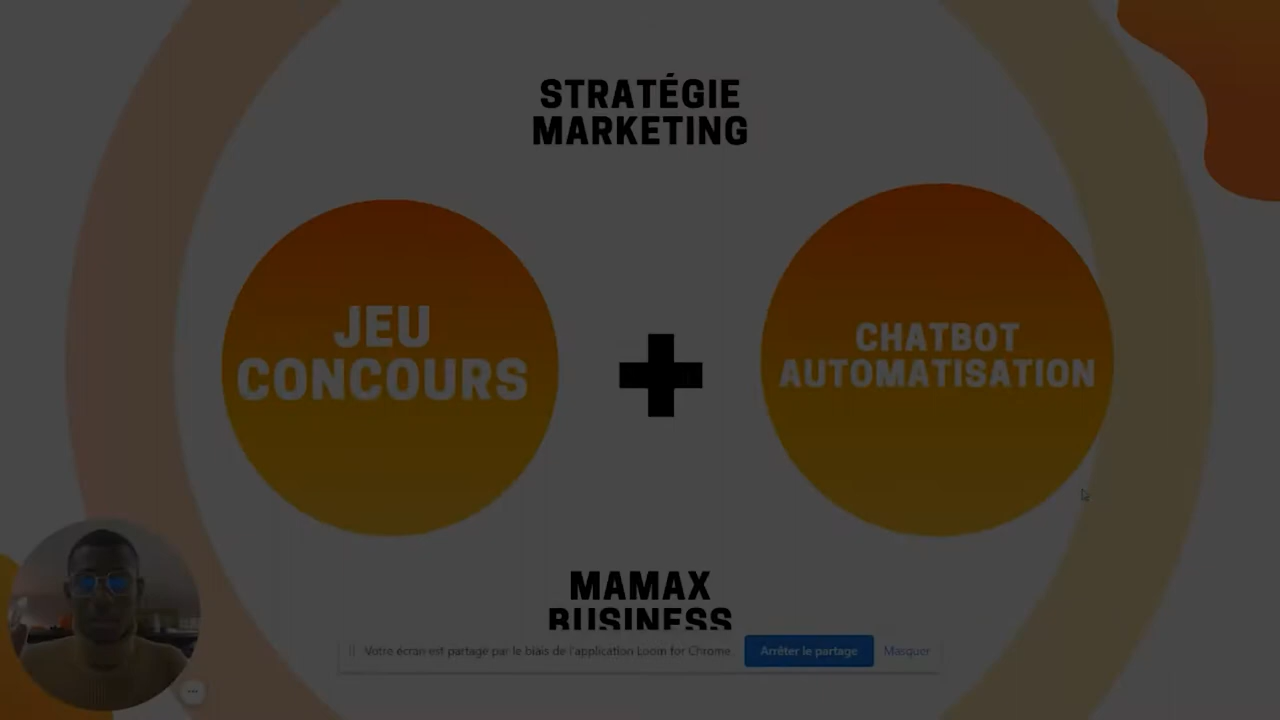 STRATÉGIE
MARKETING
JEU
CONCOURS
CHATBOT
AUTOMATISATION
MAMAX
BUSINESS
Votre écran est partagé par le biais de l'application Loom for Chrome.
Arrêter le partage
Masquer